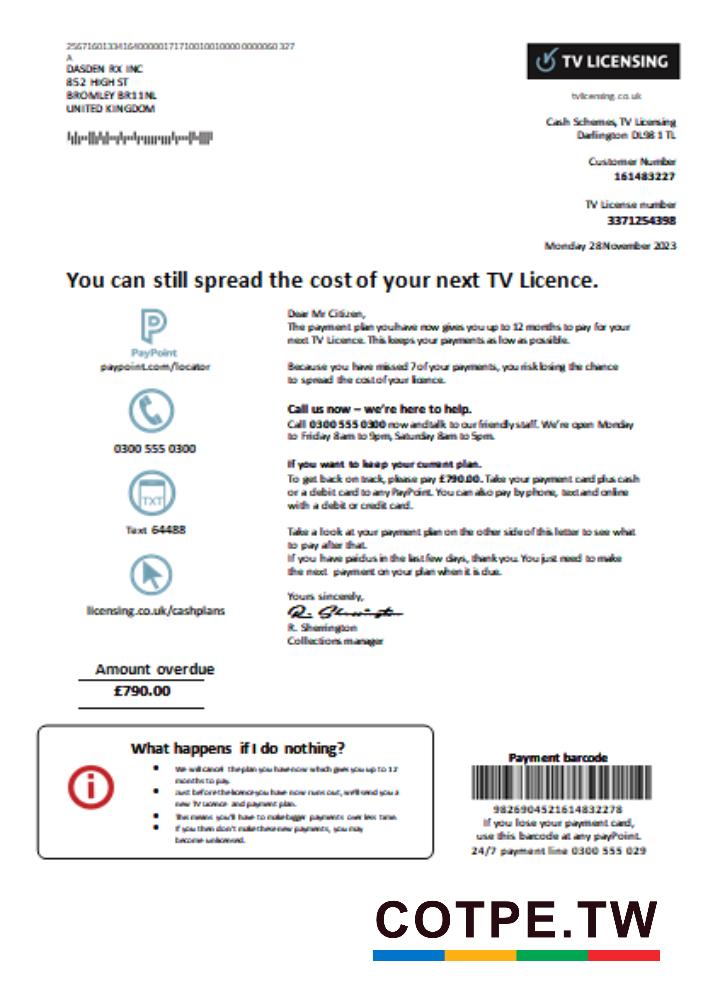 2567160133416400000171710010010000 0000060 327
A
DASDEN RX INC
852 HIGH ST
BROMLEY BR11NL
UNITED KINGDOM
TV LICENSING
tvlicensing.co.uk
Cash Schemes, TV Licensing
Darlington DL98 1 TL
Customer Number
161483227
TV License number
3371254398
Monday 28November 2023
You can still spread the cost of your next TV Licence.
PayPoint
paypoint.com/locator
0300 555 0300
TXT
Text 64488
licensing.co.uk/cashplans
Amount overdue
£790.00
Dear Mr Citizen,
The payment plan you have now gives you up to 12 months to pay for your
next TV Licence. This keeps your payments as low as possible.
Because you have missed 7 of your payments, you risk losing the chance
to spread the cost of your licence.
Call us now – we're here to help.
Call 0300 555 0300 now and talk to our friendly staff. We're open Monday
to Friday 8am to 9pm, Saturday 8am to 5pm.
If you want to keep your current plan.
To get back on track, please pay £790.00. Take your payment card plus cash
or a debit card to any PayPoint. You can also pay by phone, text and online
with a debit or credit card.
Take a look at your payment plan on the other side of this letter to see what
to pay after that.
If you have paid us in the last few days, thank you. You just need to make
the next payment on your plan when it is due.
Yours sincerely,
R. Sherrington
R. Sherrington
Collections manager
What happens if I do nothing?
We will cancel the plan you have now which gives you up to 12
months to pay.
Just before the licence you have now runs out, we'll send you a
new TV Licence and payment plan.
This means you'll have to make bigger payments over less time.
If you then don't make these new payments, you may
become unlicensed.
Payment barcode
9826904521614832278
If you lose your payment card,
use this barcode at any payPoint.
24/7 payment line 0300 555 029
COTPE.TW